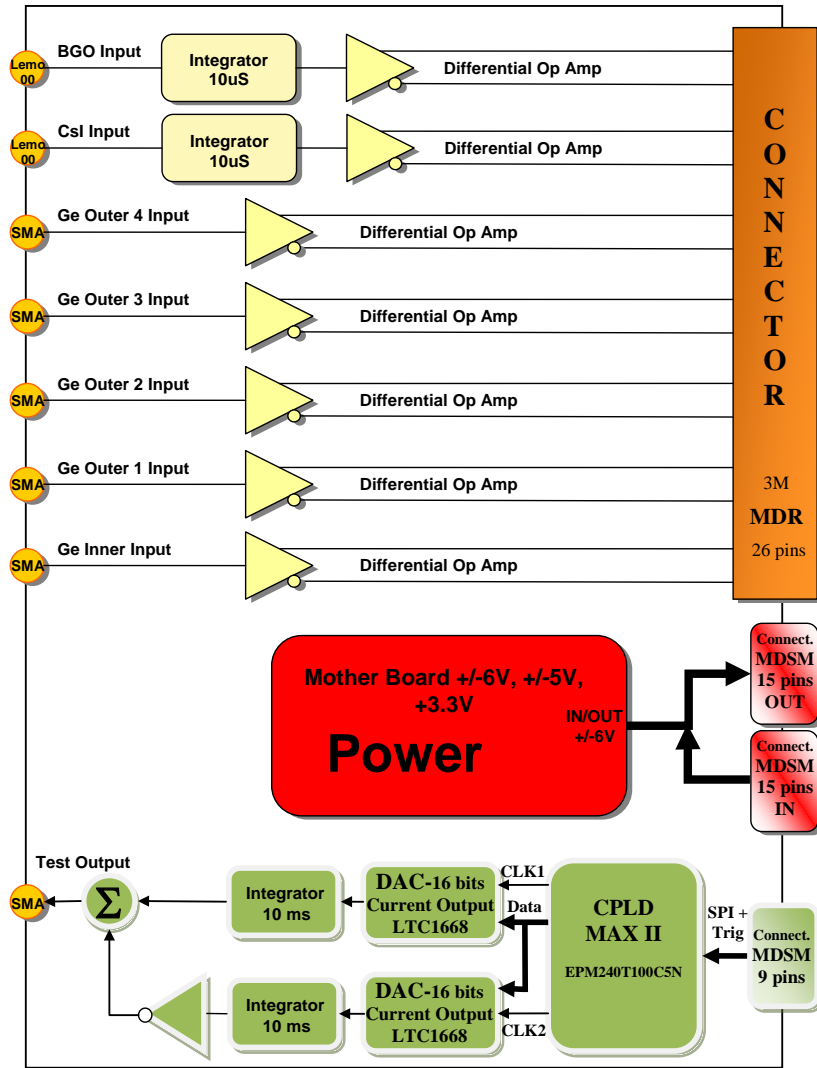 BGO Input
Lemo
00
Integrator
10uS
Differential Op Amp
CsI Input
Lemo
00
Integrator
10uS
Differential Op Amp
Ge Outer 4 Input
SMA
Differential Op Amp
Ge Outer 3 Input
SMA
Differential Op Amp
Ge Outer 2 Input
SMA
Differential Op Amp
Ge Outer 1 Input
SMA
Differential Op Amp
Ge Inner Input
SMA
Differential Op Amp
C
O
N
N
E
C
T
O
R
3M
MDR
26 pins
Mother Board +/-6V, +/-5V,
+3.3V
Power
IN/OUT
+/-6V
Connect.
MDSM
15 pins
OUT
Connect.
MDSM
15 pins
IN
Test Output
SMA
Σ
Integrator
10 ms
DAC-16 bits
Current Output
LTC1668
CLK1
Data
Integrator
10 ms
DAC-16 bits
Current Output
LTC1668
CLK2
CPLD
MAX II
EPM240T100C5N
SPI +
Trig
Connect.
MDSM
9 pins